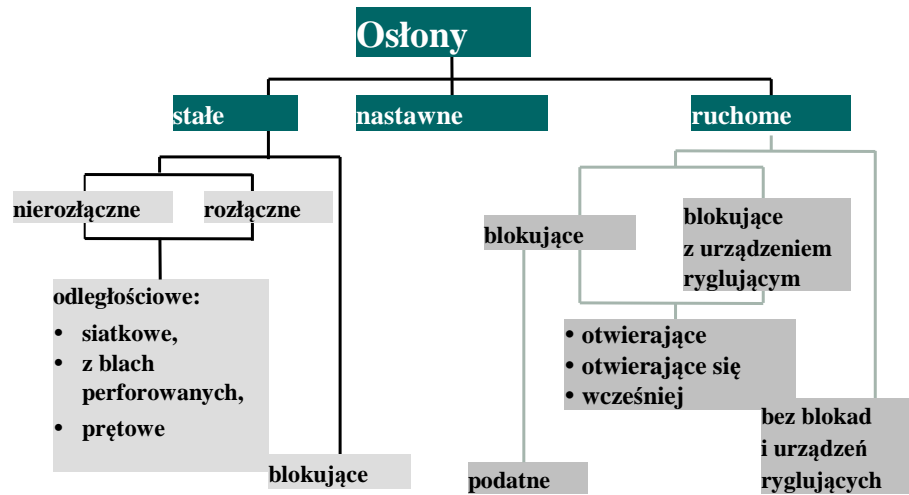 Osłony
stałe
nastawne
ruchome
nierozłączne
rozłączne
blokujące
blokujące
z urządzeniem
ryglującym
odległościowe:
• siatkowe,
• z blach
perforowanych,
• prętowe
• otwierające
• otwierające się
• wcześniej
blokujące
podatne
bez blokad
i urządzeń
ryglujących